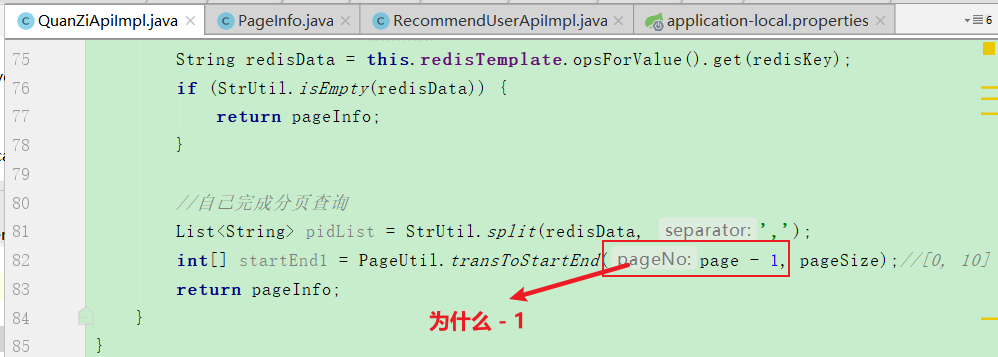 QuanZiApiImpl.java × PageInfo.java × RecommendUserApiImpl.java × application-local.properties × 6
75 String redisData = this.redisTemplate.opsForValue().get(redisKey);
76 if (StrUtil.isEmpty(redisData)) {
77 return pageInfo;
78 }
79
80 //自己完成分页查询
81 List<String> pidList = StrUtil.split(redisData, separator: ',');
82 int[] startEnd1 = PageUtil.transToStartEnd( pageNo: page - 1, pageSize);//[0, 10]
83 return pageInfo;
为什么 - 1
84 }
85 }